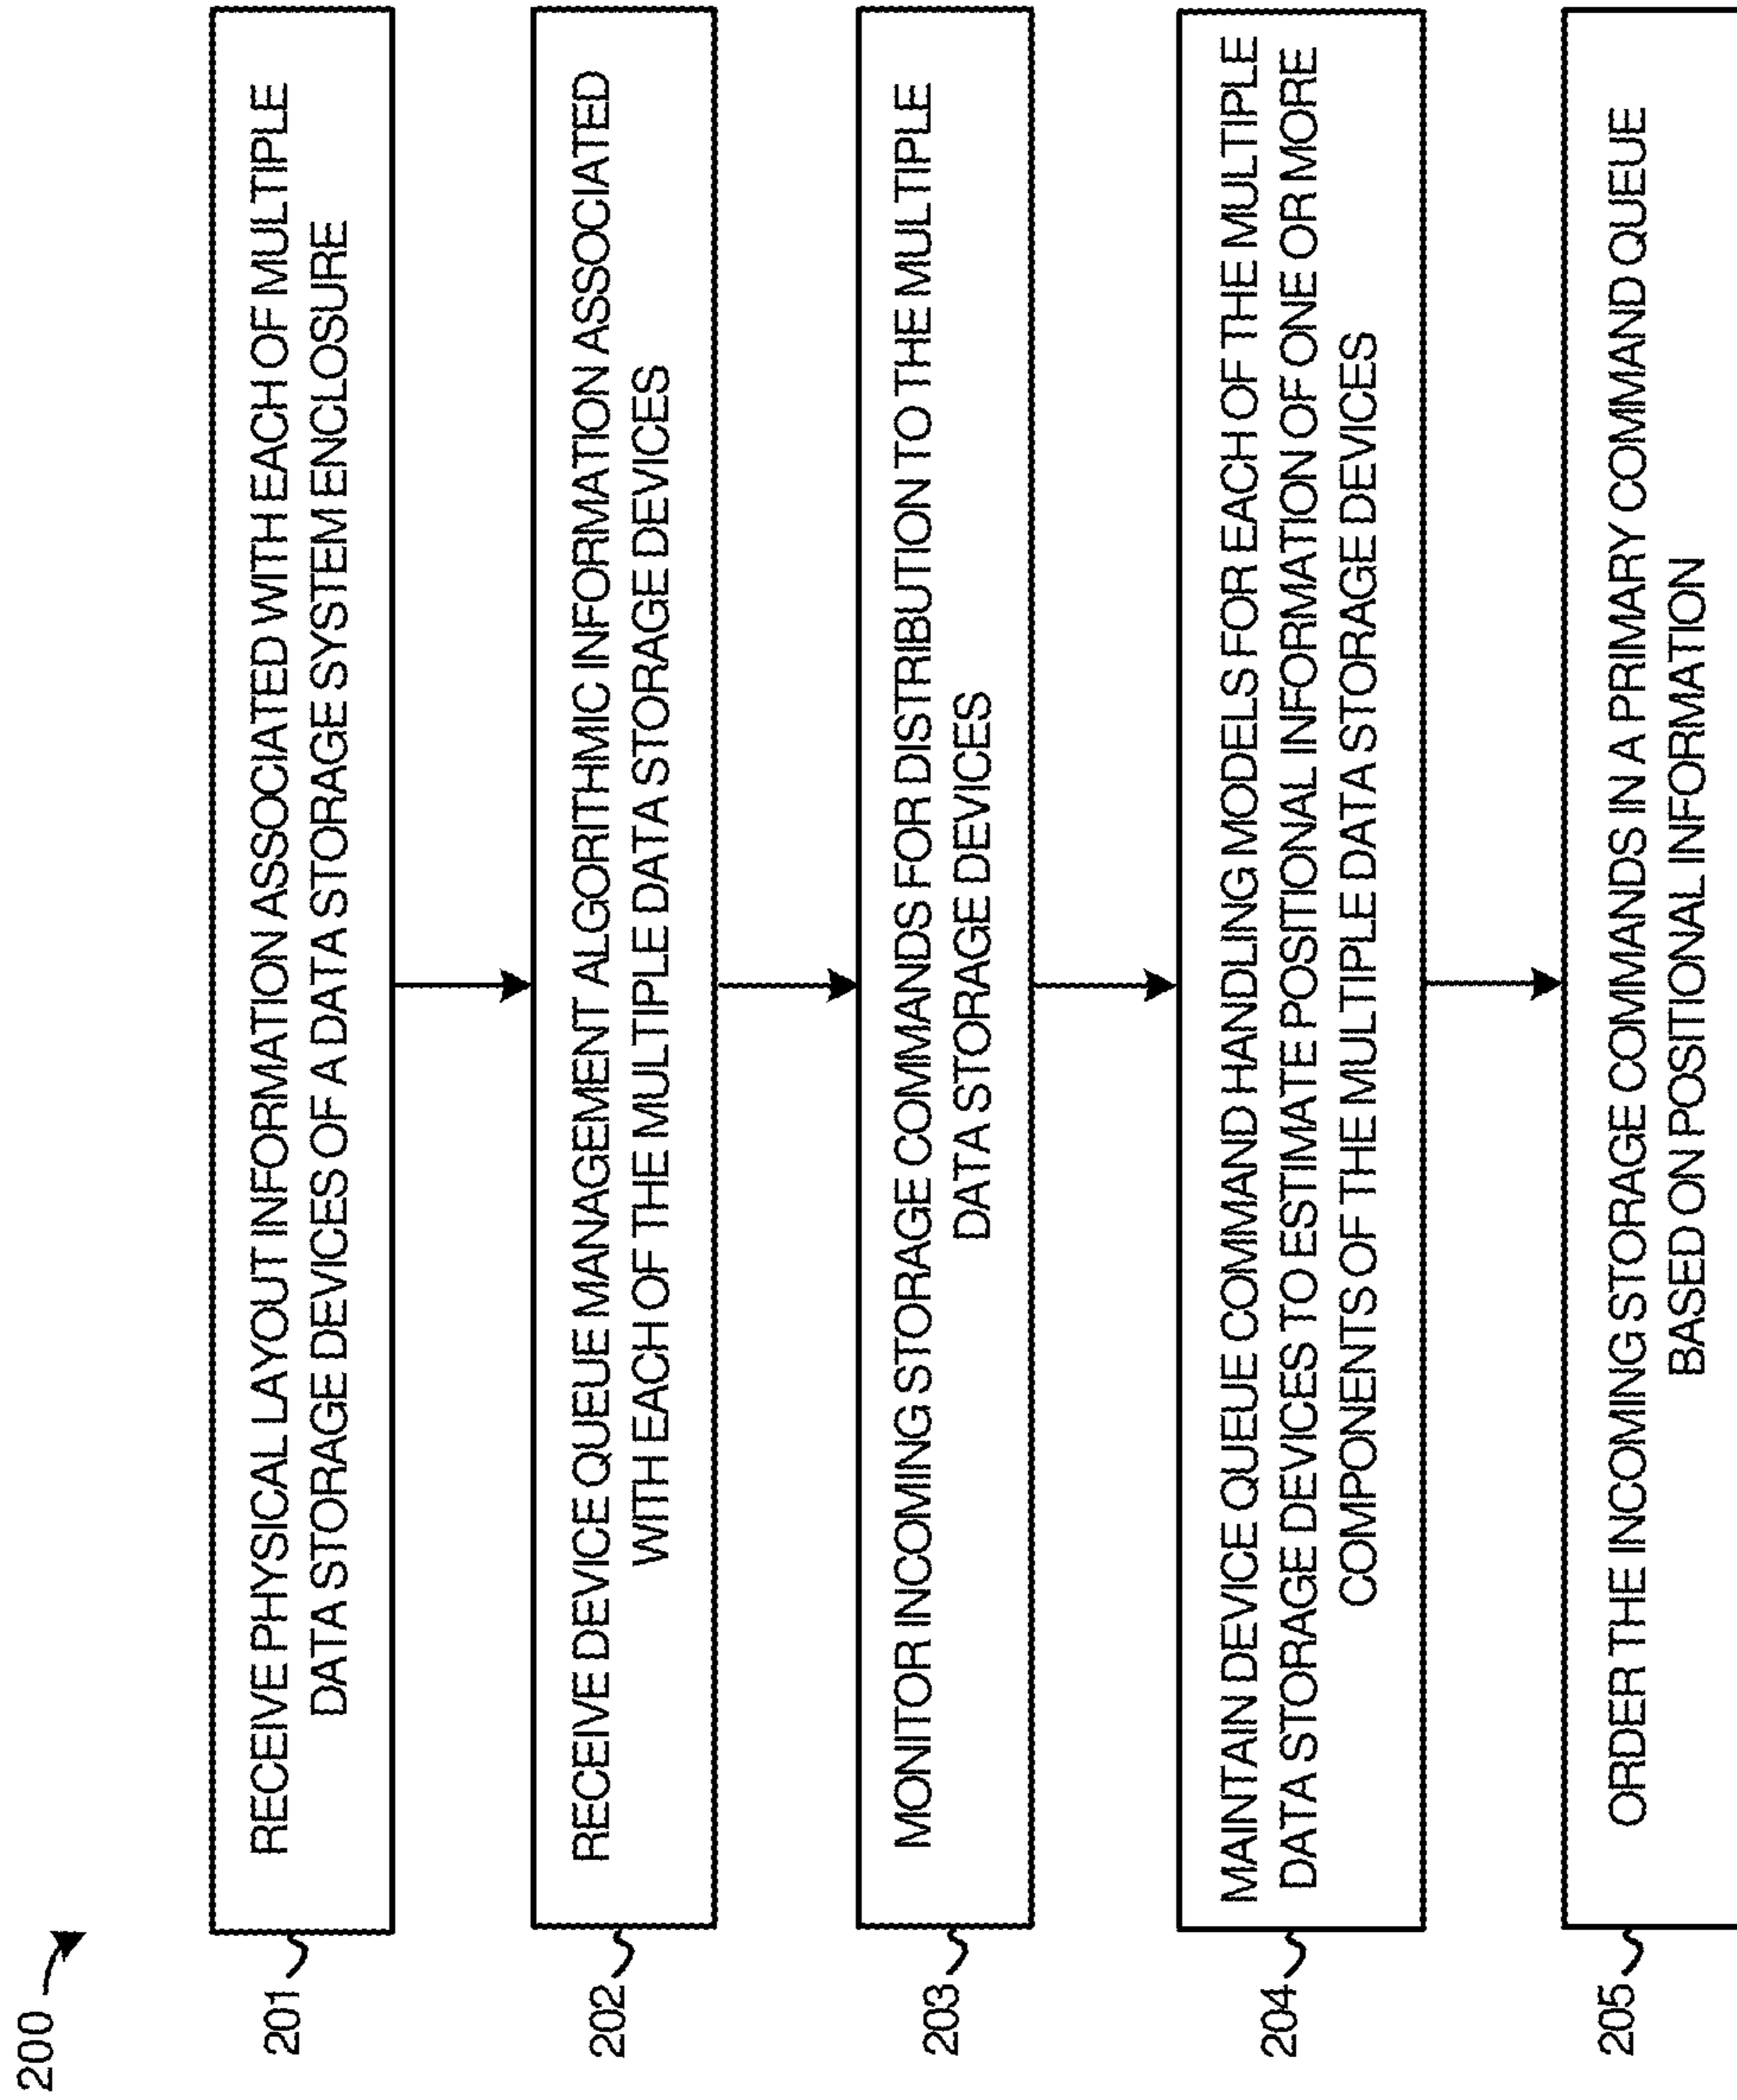 200
201
RECEIVE PHYSICAL LAYOUT INFORMATION ASSOCIATED WITH EACH OF MULTIPLE
DATA STORAGE DEVICES OF A DATA STORAGE SYSTEM ENCLOSURE
202
RECEIVE DEVICE QUEUE MANAGEMENT ALGORITHMIC INFORMATION ASSOCIATED
WITH EACH OF THE MULTIPLE DATA STORAGE DEVICES
203
MONITOR INCOMING STORAGE COMMANDS FOR DISTRIBUTION TO THE MULTIPLE
DATA STORAGE DEVICES
204
MAINTAIN DEVICE QUEUE COMMAND HANDLING MODELS FOR EACH OF THE MULTIPLE
DATA STORAGE DEVICES TO ESTIMATE POSITIONAL INFORMATION OF ONE OR MORE
COMPONENTS OF THE MULTIPLE DATA STORAGE DEVICES
205
ORDER THE INCOMING STORAGE COMMANDS IN A PRIMARY COMMAND QUEUE
BASED ON POSITIONAL INFORMATION